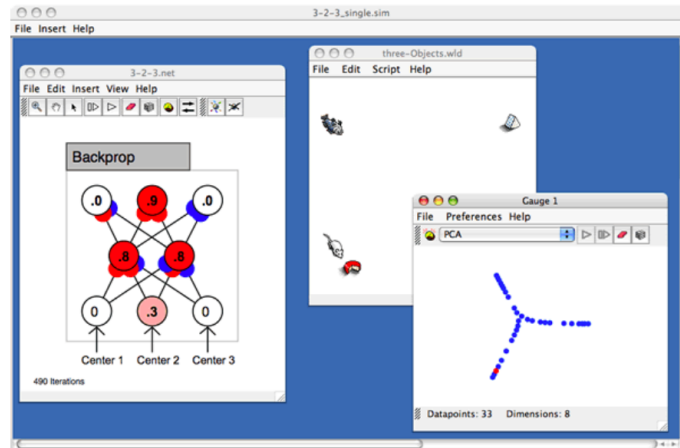 3-2-3_single.sim
File Insert Help
3-2-3.net
File Edit Insert View Help
Backprop
.0 .9 .0
.8 .8
0 .3 0
Center 1 Center 2 Center 3
490 Iterations
three-Objects.wld
File Edit Script Help
Gauge 1
File Preferences Help
PCA
Datapoints: 33 Dimensions: 8